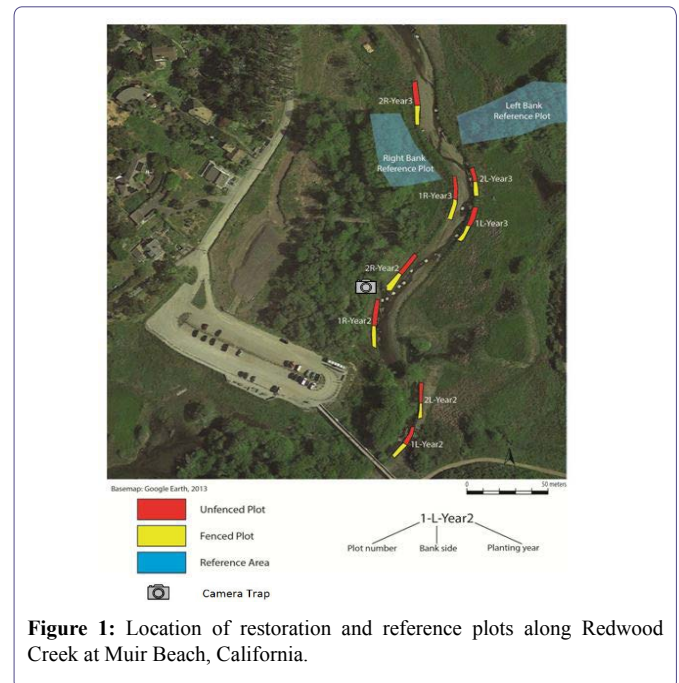 2R-Year3
Left Bank
Reference Plot
Right Bank
Reference Plot
2L-Year3
1R-Year3
1L-Year3
2R-Year2
1R-Year2
2L-Year2
1L-Year2
Basemap: Google Earth, 2013
0 50 meters
Unfenced Plot
Fenced Plot
Reference Area
Camera Trap
1-L-Year2
Plot number Bank side Planting year
Figure 1: Location of restoration and reference plots along Redwood
Creek at Muir Beach, California.